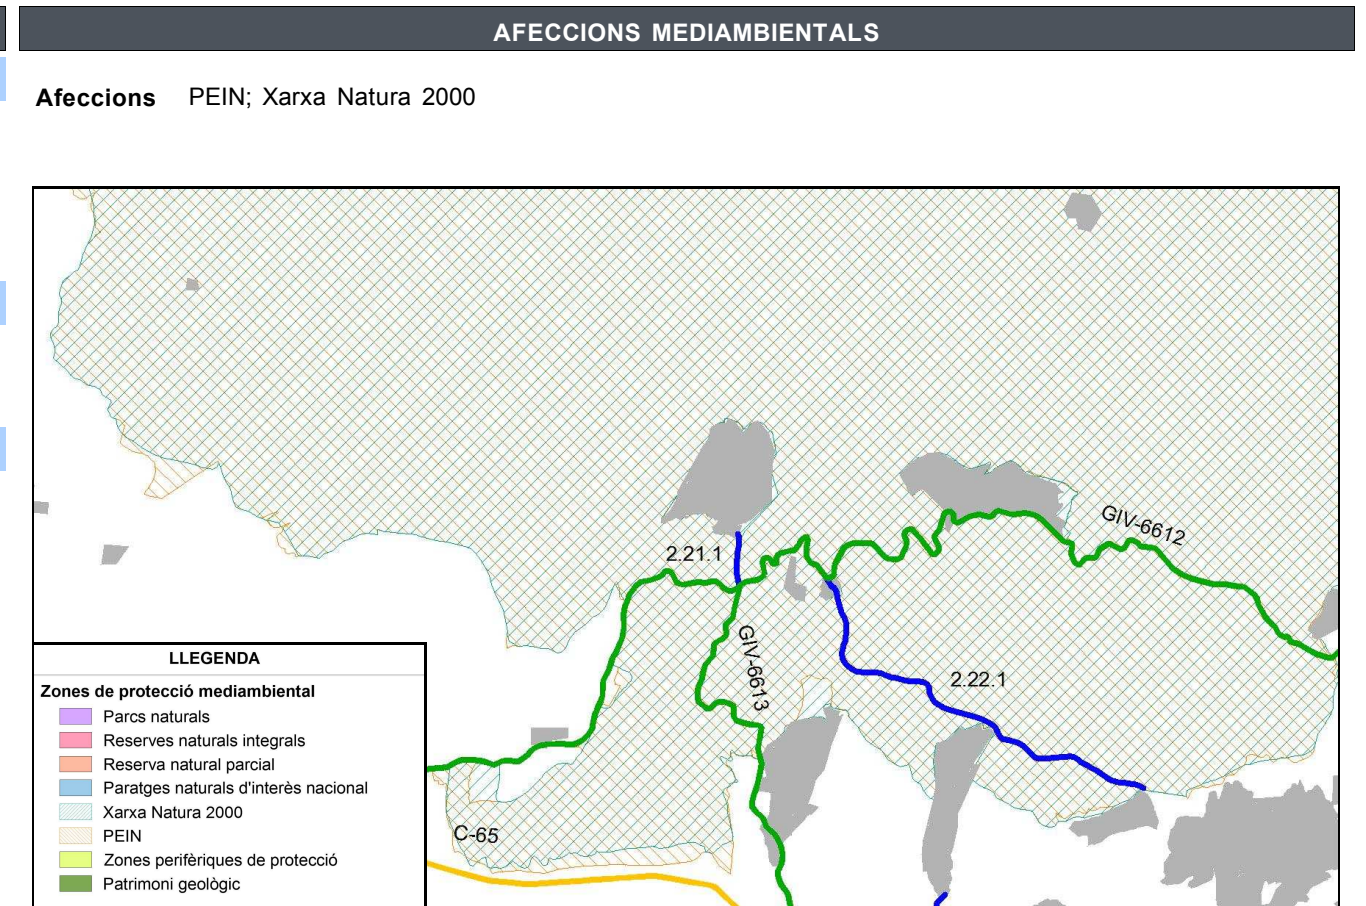 AFECCIONS MEDIAMBIENTALS
Afeccions PEIN; Xarxa Natura 2000
GIV-6612
2.21.1
GIV-6613
2.22.1
C-65
LLEGENDA
Zones de protecció mediambiental
Parcs naturals
Reserves naturals integrals
Reserva natural parcial
Paratges naturals d'interès nacional
Xarxa Natura 2000
PEIN
Zones perifèriques de protecció
Patrimoni geològic